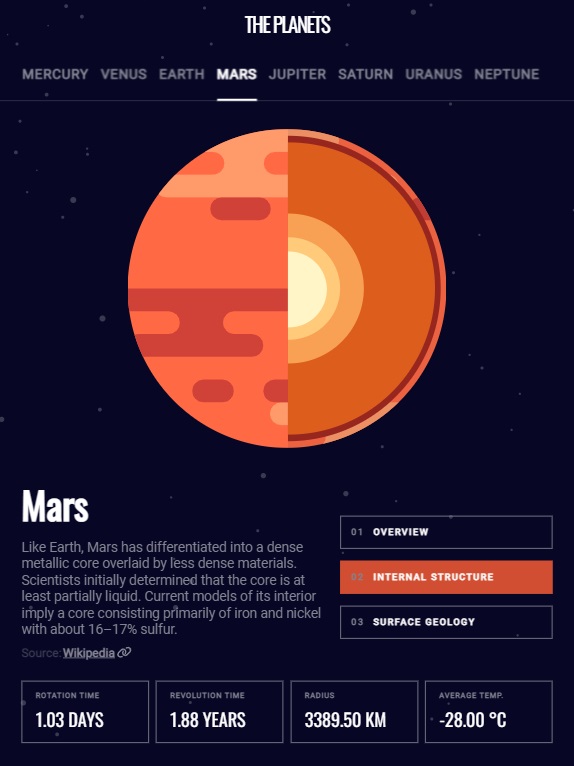 THE PLANETS
MERCURY VENUS EARTH MARS JUPITER SATURN URANUS NEPTUNE
Mars
Like Earth, Mars has differentiated into a dense
metallic core overlaid by less dense materials.
Scientists initially determined that the core is at
least partially liquid. Current models of its interior
imply a core consisting primarily of iron and nickel
with about 16–17% sulfur.
Source: Wikipedia
01 OVERVIEW
02 INTERNAL STRUCTURE
03 SURFACE GEOLOGY
ROTATION TIME
1.03 DAYS
REVOLUTION TIME
1.88 YEARS
RADIUS
3389.50 KM
AVERAGE TEMP.
-28.00 °C